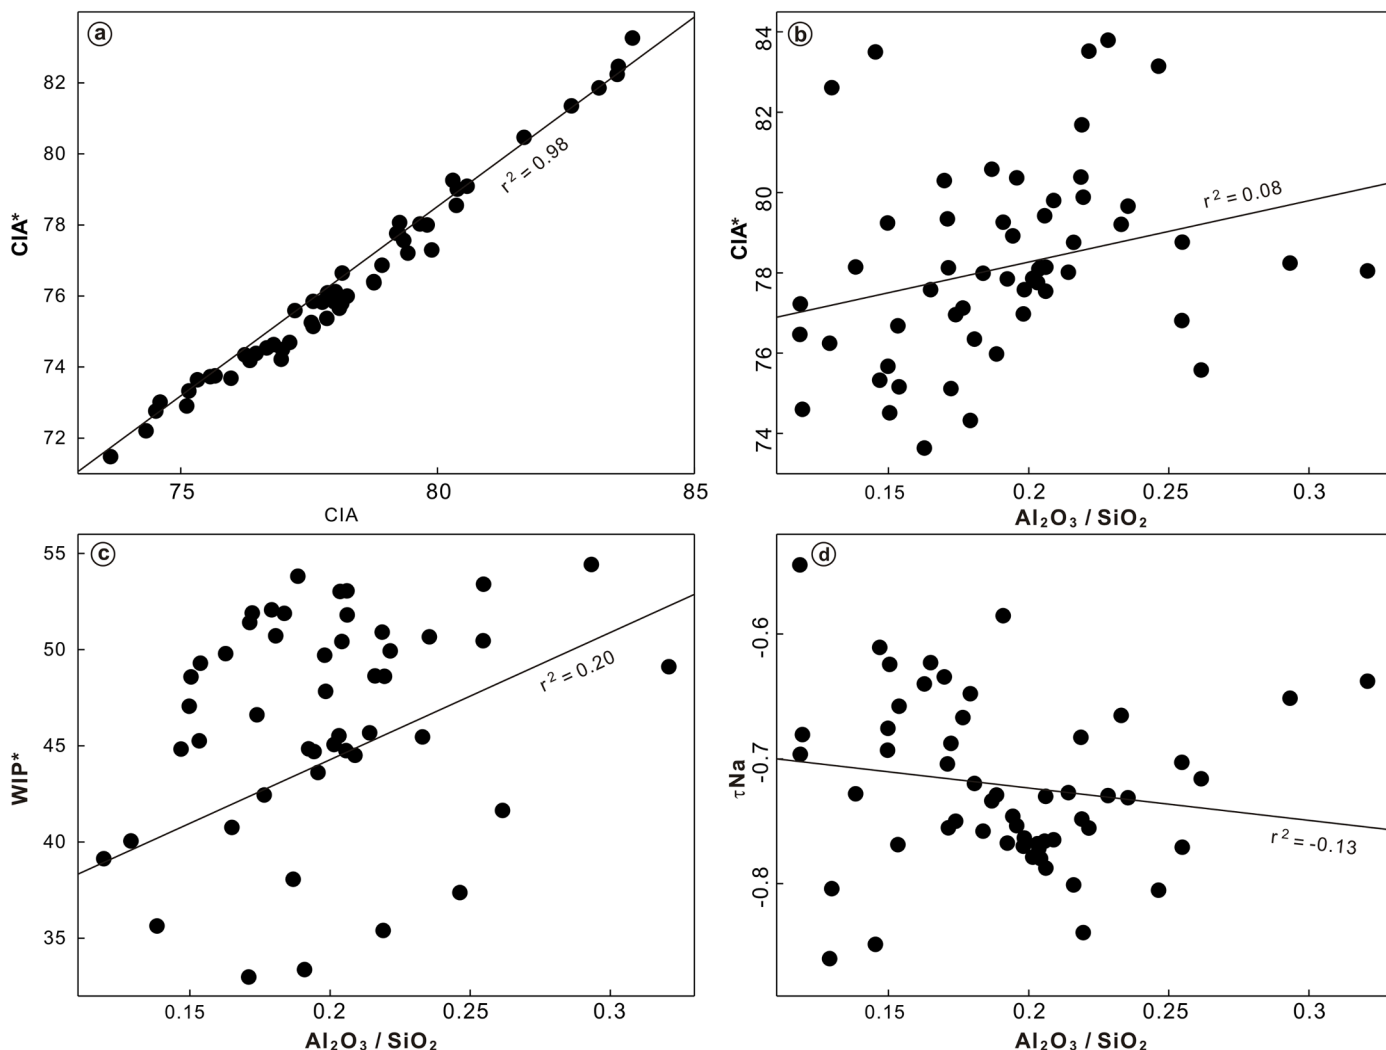 a
82
80
78
76
74
72
CIA*
r² = 0.98
75
80
85
CIA
b
84
82
80
78
76
74
CIA*
r² = 0.08
0.15
0.2
0.25
0.3
Al₂O₃ / SiO₂
c
55
50
45
40
35
WIP*
r² = 0.20
0.15
0.2
0.25
0.3
Al₂O₃ / SiO₂
d
-0.6
-0.7
-0.8
τNa
r² = -0.13
0.15
0.2
0.25
0.3
Al₂O₃ / SiO₂